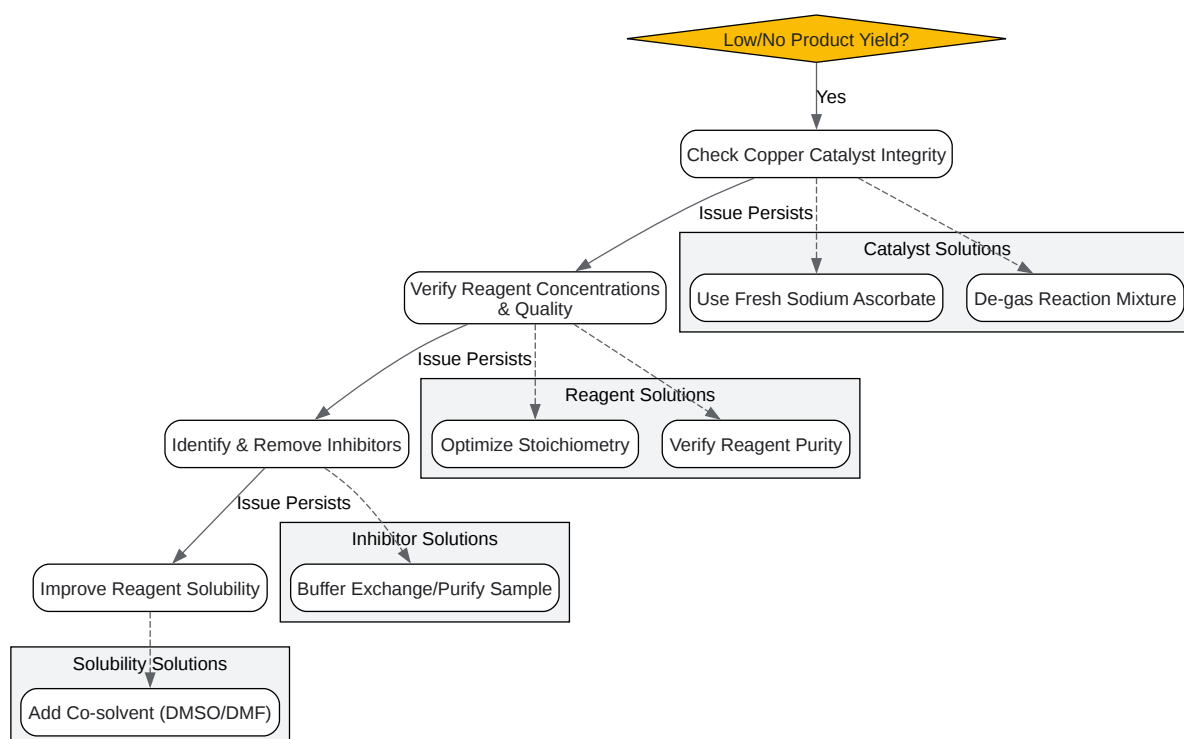 Low/No Product Yield?
Yes
Check Copper Catalyst Integrity
Issue Persists
Catalyst Solutions
Use Fresh Sodium Ascorbate
De-gas Reaction Mixture
Verify Reagent Concentrations
& Quality
Issue Persists
Reagent Solutions
Optimize Stoichiometry
Verify Reagent Purity
Identify & Remove Inhibitors
Issue Persists
Inhibitor Solutions
Buffer Exchange/Purify Sample
Improve Reagent Solubility
Solubility Solutions
Add Co-solvent (DMSO/DMF)